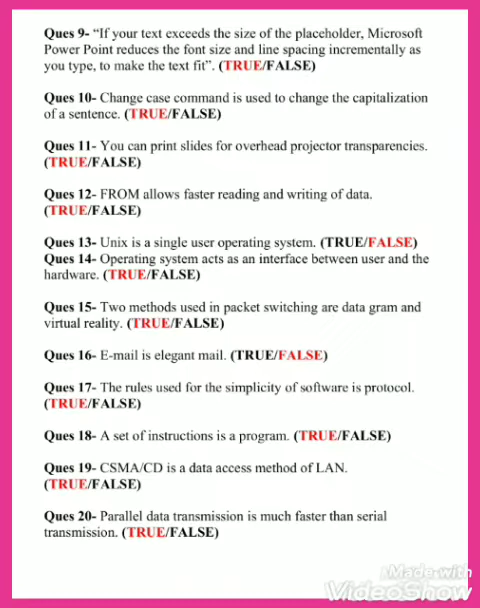 Ques 9- “If your text exceeds the size of the placeholder, Microsoft
Power Point reduces the font size and line spacing incrementally as
you type, to make the text fit”. (TRUE/FALSE)
Ques 10- Change case command is used to change the capitalization
of a sentence. (TRUE/FALSE)
Ques 11- You can print slides for overhead projector transparencies.
(TRUE/FALSE)
Ques 12- FROM allows faster reading and writing of data.
(TRUE/FALSE)
Ques 13- Unix is a single user operating system. (TRUE/FALSE)
Ques 14- Operating system acts as an interface between user and the
hardware. (TRUE/FALSE)
Ques 15- Two methods used in packet switching are data gram and
virtual reality. (TRUE/FALSE)
Ques 16- E-mail is elegant mail. (TRUE/FALSE)
Ques 17- The rules used for the simplicity of software is protocol.
(TRUE/FALSE)
Ques 18- A set of instructions is a program. (TRUE/FALSE)
Ques 19- CSMA/CD is a data access method of LAN.
(TRUE/FALSE)
Ques 20- Parallel data transmission is much faster than serial
transmission. (TRUE/FALSE)
Made with
VideoShow